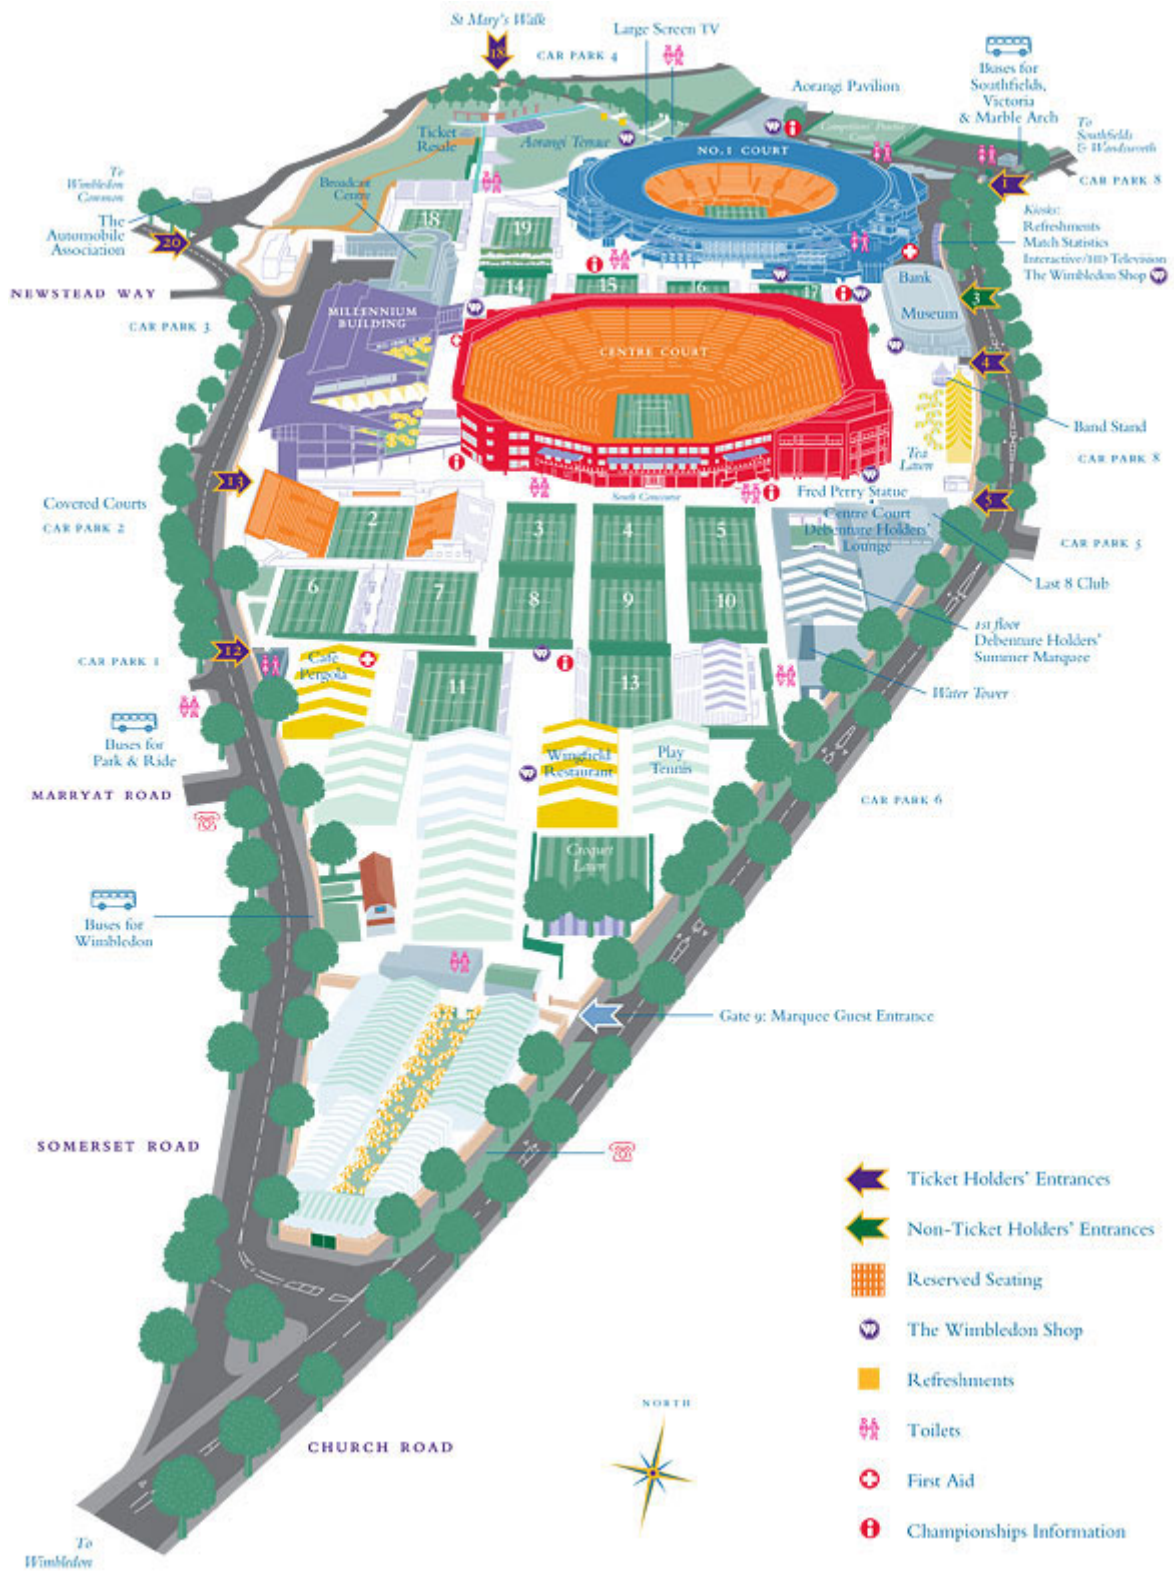 St Mary's Walk
18
CAR PARK 4
Large Screen TV
Buses for
Southfields,
Victoria
& Marble Arch
Aorangi Pavilion
To
Southfields
& Wandsworth
Ticket
Resale
Aorangi Terrace
NO.1 COURT
Competitors' Practice
Courts
1
CAR PARK 8
To
Wimbledon
Common
Broadcast
Centre
The
Automobile
Association
20
18
19
Kiosks:
Refreshments
Match Statistics
Interactive/HD Television
The Wimbledon Shop
NEWSTEAD WAY
CAR PARK 3
14
15
16
17
Bank
Museum
3
MILLENNIUM
BUILDING
CENTRE COURT
4
Band Stand
CAR PARK 8
Tea
Lawn
13
Covered Courts
CAR PARK 2
South Concourse
Fred Perry Statue
5
Centre Court
Debenture Holders'
Lounge
CAR PARK 5
Last 8 Club
2
3
4
5
6
7
8
9
10
1st floor
Debenture Holders'
Summer Marquee
12
CAR PARK 1
Café
Pergola
11
13
Water Tower
Buses for
Park & Ride
MARRYAT ROAD
Wingfield
Restaurant
Play
Tennis
CAR PARK 6
Croquet
Lawn
Buses for
Wimbledon
Gate 9: Marquee Guest Entrance
SOMERSET ROAD
Ticket Holders' Entrances
Non-Ticket Holders' Entrances
Reserved Seating
The Wimbledon Shop
Refreshments
Toilets
First Aid
Championships Information
NORTH
CHURCH ROAD
To
Wimbledon